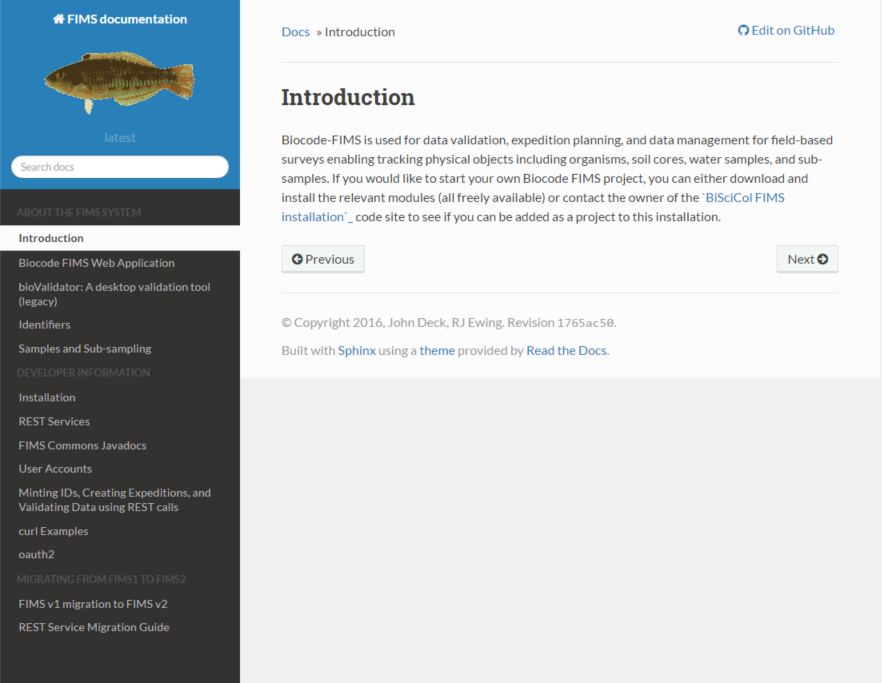 FIMS documentation
latest
Search docs
ABOUT THE FIMS SYSTEM
Introduction
Biocode FIMS Web Application
bioValidator: A desktop validation tool
(legacy)
Identifiers
Samples and Sub-sampling
DEVELOPER INFORMATION
Installation
REST Services
FIMS Commons Javadocs
User Accounts
Minting IDs, Creating Expeditions, and
Validating Data using REST calls
curl Examples
oauth2
MIGRATING FROM FIMS1 TO FIMS2
FIMS v1 migration to FIMS v2
REST Service Migration Guide
Docs » Introduction
Edit on GitHub
Introduction
Biocode-FIMS is used for data validation, expedition planning, and data management for field-based
surveys enabling tracking physical objects including organisms, soil cores, water samples, and sub-
samples. If you would like to start your own Biocode FIMS project, you can either download and
install the relevant modules (all freely available) or contact the owner of the `BiSciCol FIMS
installation`_ code site to see if you can be added as a project to this installation.
Previous
Next
© Copyright 2016, John Deck, RJ Ewing. Revision 1765ac50.
Built with Sphinx using a theme provided by Read the Docs.